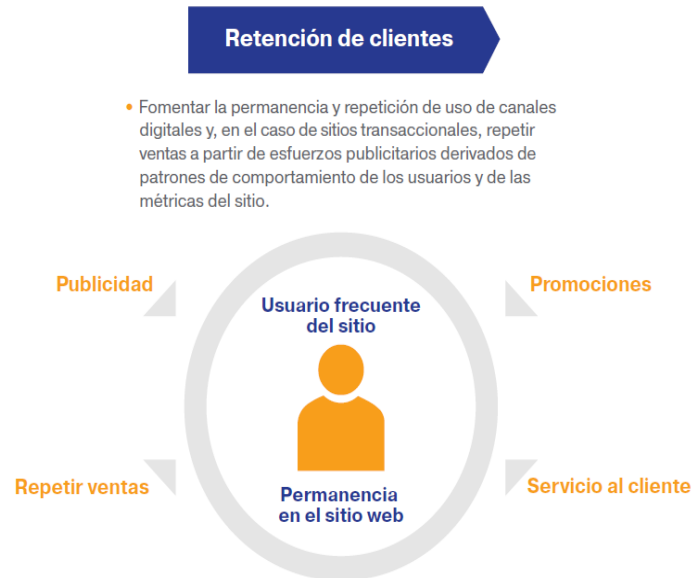 Retención de clientes
• Fomentar la permanencia y repetición de uso de canales
digitales y, en el caso de sitios transaccionales, repetir
ventas a partir de esfuerzos publicitarios derivados de
patrones de comportamiento de los usuarios y de las
métricas del sitio.
Publicidad
Promociones
Usuario frecuente
del sitio
Repetir ventas
Servicio al cliente
Permanencia
en el sitio web